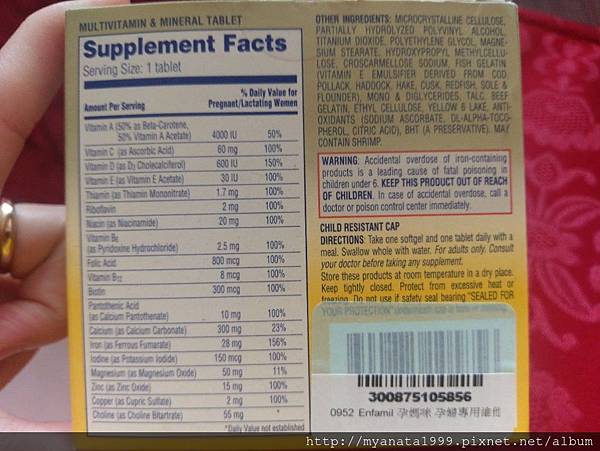 MULTIVITAMIN & MINERAL TABLET
Supplement Facts
Serving Size: 1 tablet
Amount Per Serving
% Daily Value for
Pregnant/Lactating Women
Vitamin A (50% as Beta-Carotene,
50% Vitamin A Acetate) 4000 IU 50%
Vitamin C (as Ascorbic Acid) 60 mg 100%
Vitamin D (as D3 Cholecalciferol) 600 IU 150%
Vitamin E (as Vitamin E Acetate) 30 IU 100%
Thiamin (as Thiamin Mononitrate) 1.7 mg 100%
Riboflavin 2 mg 100%
Niacin (as Niacinamide) 20 mg 100%
Vitamin B6
(as Pyridoxine Hydrochloride) 2.5 mg 100%
Folic Acid 800 mcg 100%
Vitamin B12 8 mcg 100%
Biotin 300 mcg 100%
Pantothenic Acid
(as Calcium Pantothenate) 10 mg 100%
Calcium (as Calcium Carbonate) 300 mg 23%
Iron (as Ferrous Fumarate) 28 mg 156%
Iodine (as Potassium Iodide) 150 mcg 100%
Magnesium (as Magnesium Oxide) 50 mg 11%
Zinc (as Zinc Oxide) 15 mg 100%
Copper (as Cupric Sulfate) 2 mg 100%
Choline (as Choline Bitartrate) 55 mg *
*Daily Value not established
OTHER INGREDIENTS: MICROCRYSTALLINE CELLULOSE,
PARTIALLY HYDROLYZED POLYVINYL ALCOHOL,
TITANIUM DIOXIDE, POLYETHYLENE GLYCOL, MAGNE-
SIUM STEARATE, HYDROXYPROPYL METHYLCELLU-
LOSE, CROSCARMELLOSE SODIUM, FISH GELATIN
(VITAMIN E EMULSIFIER DERIVED FROM COD,
POLLACK, HADDOCK, HAKE, CUSK, REDFISH, SOLE &
FLOUNDER), MONO & DIGLYCERIDES, TALC, BEEF
GELATIN, ETHYL CELLULOSE, YELLOW 6 LAKE, ANTI-
OXIDANTS (SODIUM ASCORBATE, DL-ALPHA-TOCO-
PHEROL, CITRIC ACID), BHT (A PRESERVATIVE). MAY
CONTAIN SHRIMP.
WARNING: Accidental overdose of iron-containing
products is a leading cause of fatal poisoning in
children under 6. KEEP THIS PRODUCT OUT OF REACH
OF CHILDREN. In case of accidental overdose, call a
doctor or poison control center immediately.
CHILD RESISTANT CAP
DIRECTIONS: Take one softgel and one tablet daily with a
meal. Swallow whole with water. For adults only. Consult
your doctor before taking any supplement.
Store these products at room temperature in a dry place.
Keep tightly closed. Protect from excessive heat or
freezing. Do not use if safety seal bearing "SEALED FOR
YOUR PROTECTION"
300875105856
0952 Enfamil 孕媽咪 孕婦專用維他
http://myanata1999.pixnet.net/album